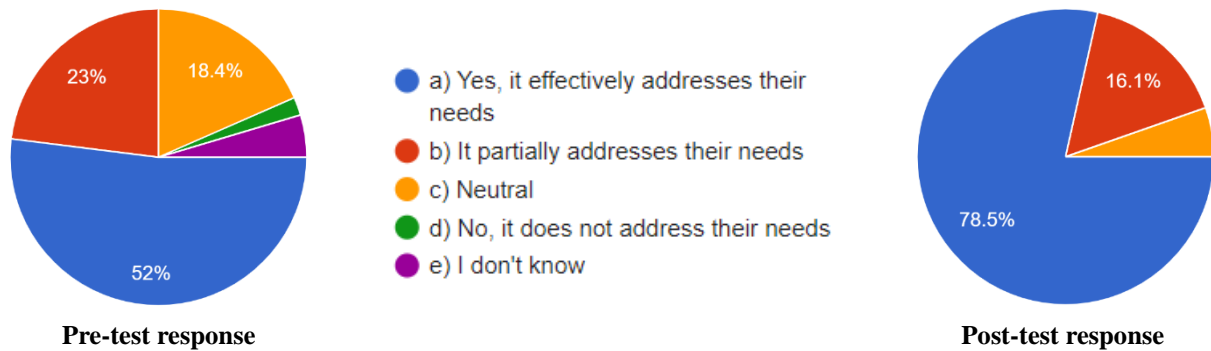 23%
18.4%
52%
a) Yes, it effectively addresses their
needs
b) It partially addresses their needs
c) Neutral
d) No, it does not address their needs
e) I don't know
16.1%
78.5%
Pre-test response
Post-test response